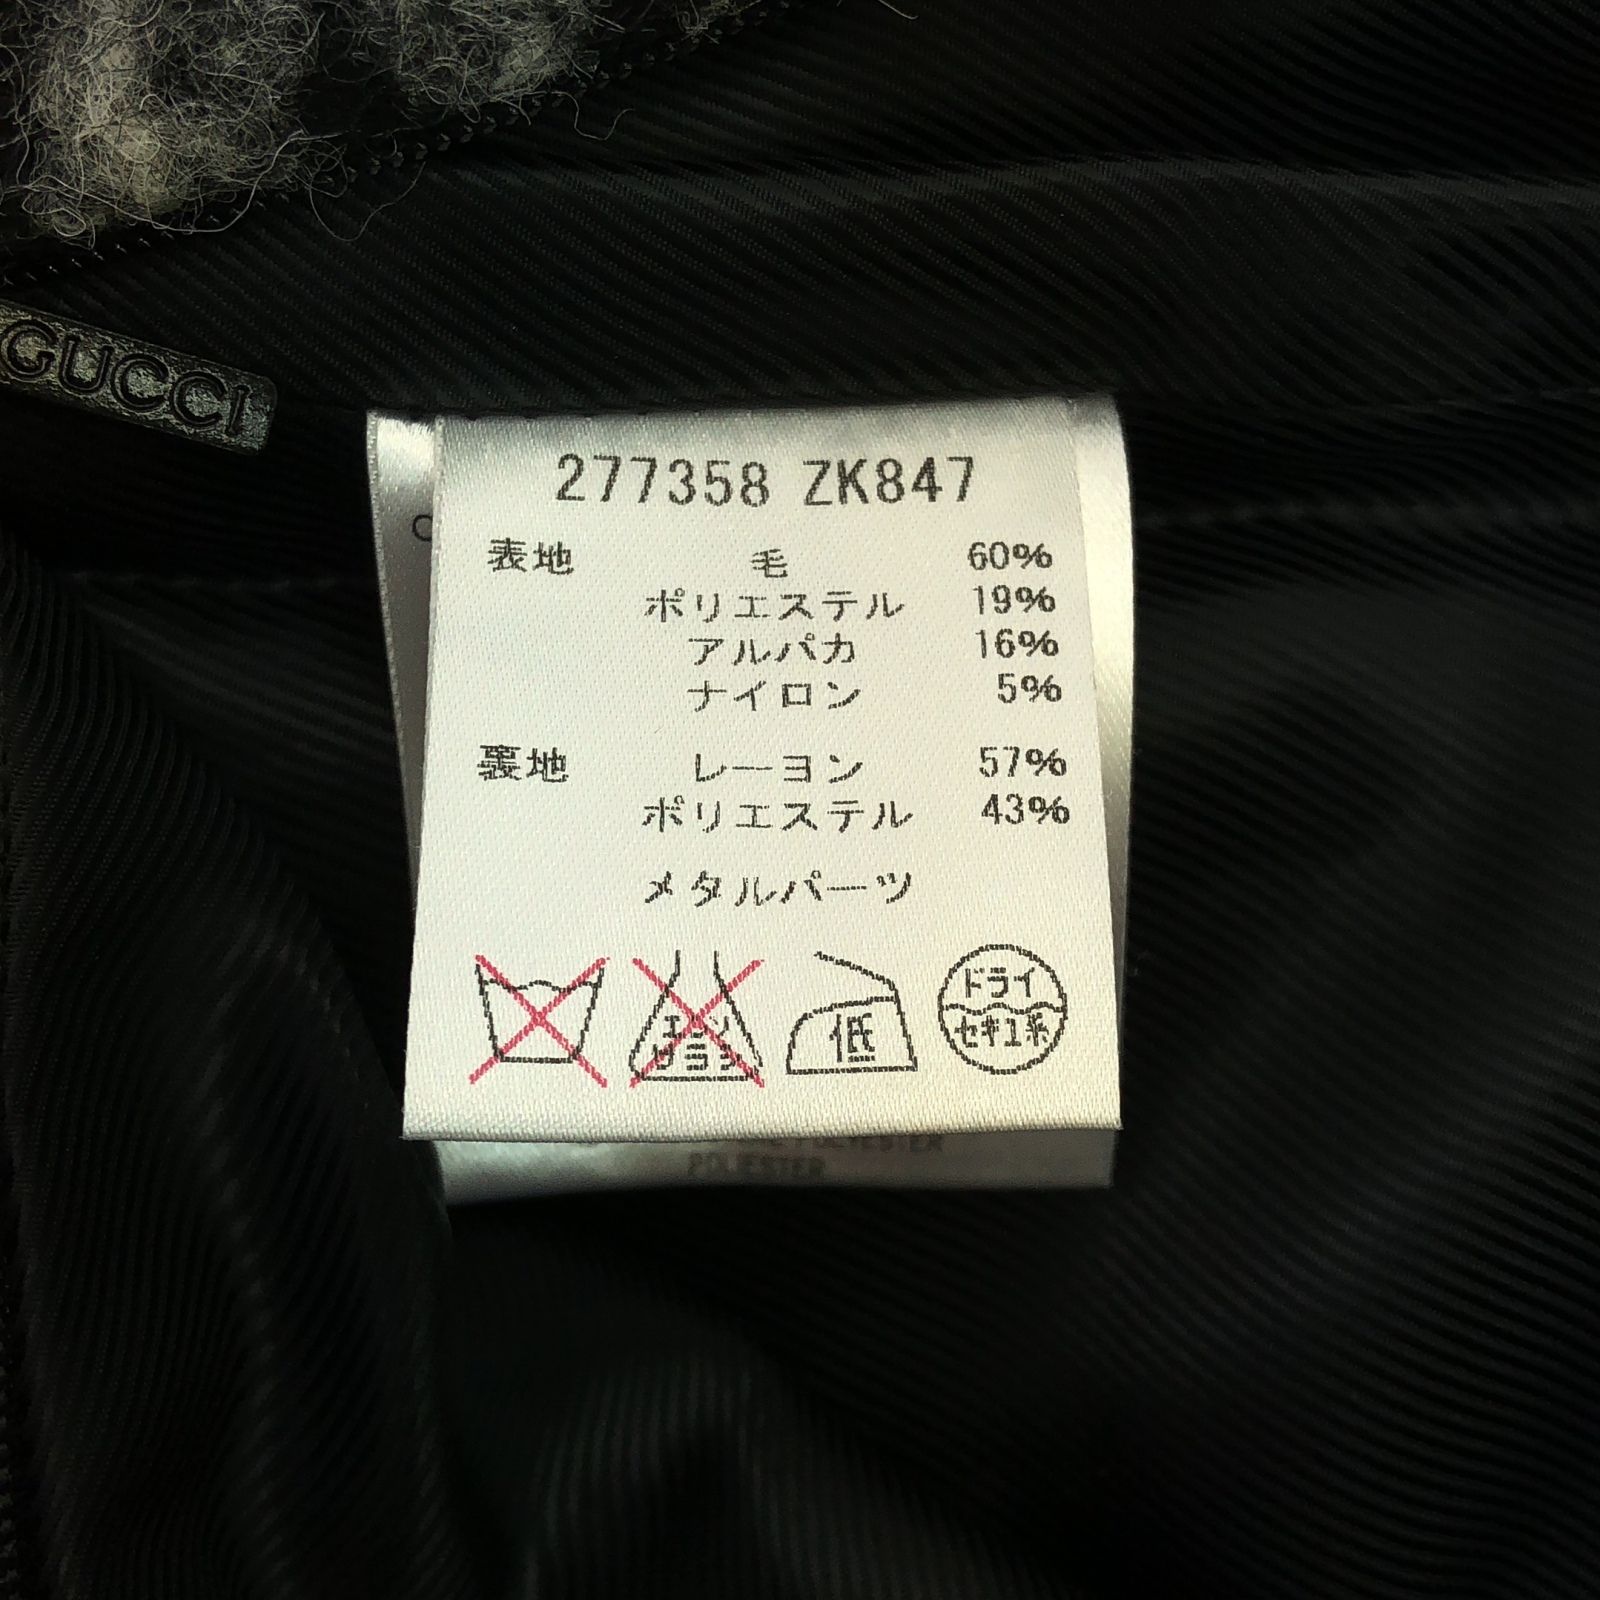 GUCCI
277358 ZK847
表地 毛 60%
ポリエステル 19%
アルパカ 16%
ナイロン 5%
裏地 レーヨン 57%
ポリエステル 43%
メタルパーツ
エンソ
サラシ
低
ドライ
セキユ系
POLYESTER
POLIESTER